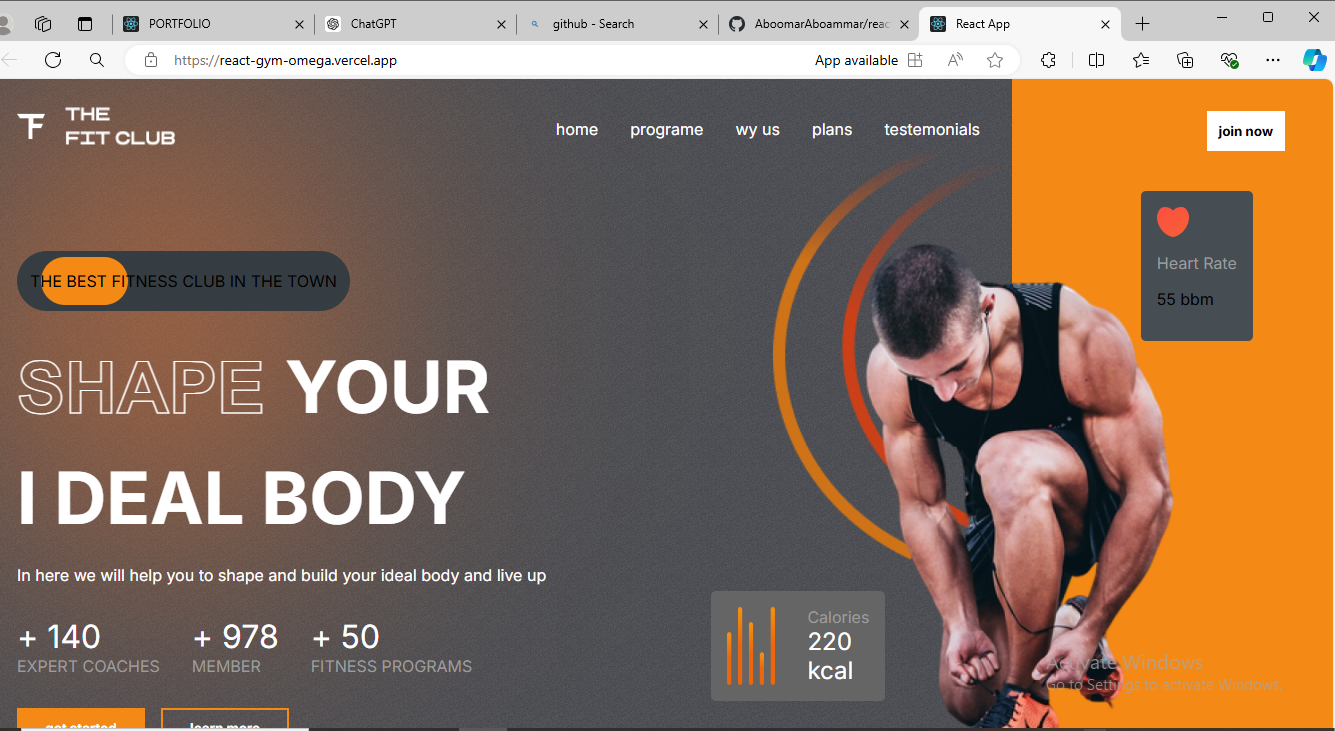 PORTFOLIO
ChatGPT
github - Search
AboomarAboammar/reac
React App
https://react-gym-omega.vercel.app
App available
THE
FIT CLUB
home
programe
wy us
plans
testemonials
join now
Heart Rate
55 bbm
THE BEST FITNESS CLUB IN THE TOWN
SHAPE YOUR
I DEAL BODY
In here we will help you to shape and build your ideal body and live up
+ 140
EXPERT COACHES
+ 978
MEMBER
+ 50
FITNESS PROGRAMS
Calories
220
kcal
Activate Windows
Go to Settings to activate Windows.
get started
learn more